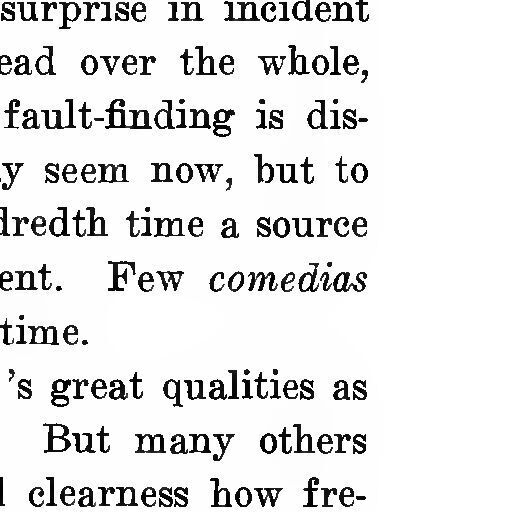 surprise in incident
ead over the whole,
fault-finding is dis-
y seem now, but to
dredth time a source
ent. Few comedias
time.
's great qualities as
But many others
clearness how fre-